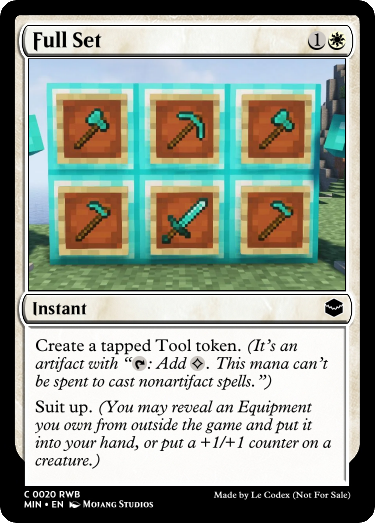 Full Set 1
Instant
Create a tapped Tool token. (It's an
artifact with “: Add . This mana can't
be spent to cast nonartifact spells.”)
Suit up. (You may reveal an Equipment
you own from outside the game and put it
into your hand, or put a +1/+1 counter on a
creature.)
C 0020 RWB
MIN • EN Mojang Studios
Made by Le Codex (Not For Sale)